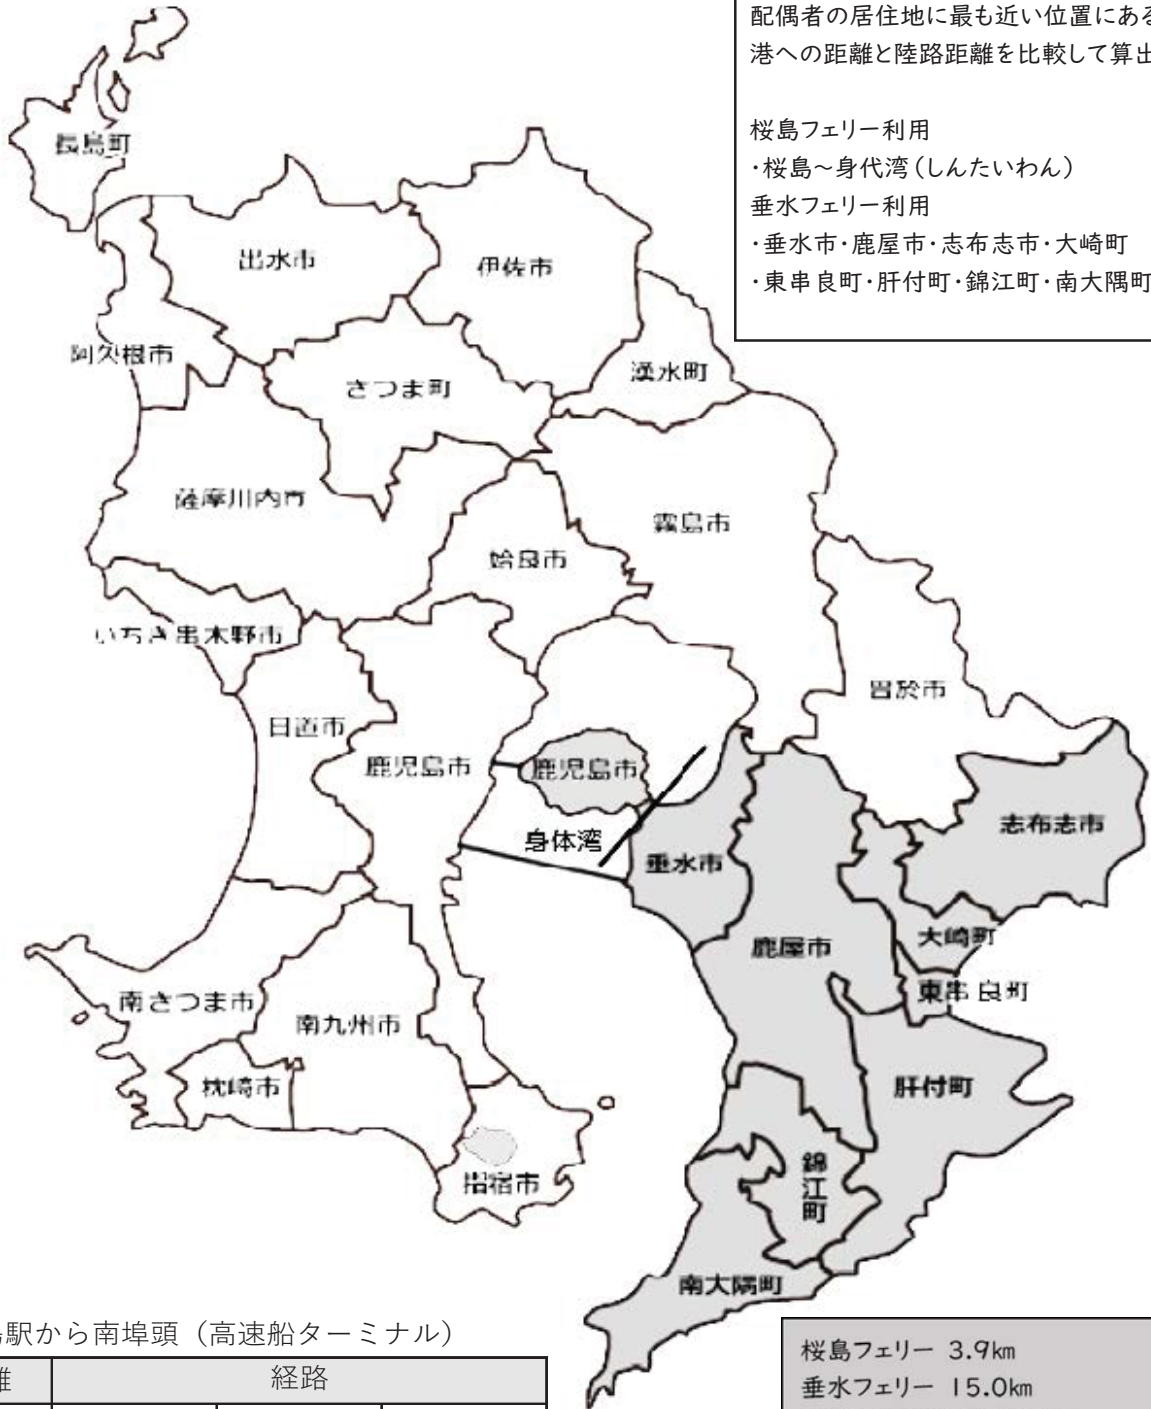 配偶者の居住地に最も近い位置にある
港への距離と陸路距離を比較して算出
桜島フェリー利用
・桜島～身代湾(しんたいわん)
垂水フェリー利用
・垂水市・鹿屋市・志布志市・大崎町
・東串良町・肝付町・錦江町・南大隅町
長島町
出水市
伊佐市
阿久根市
さつま町
湧水町
薩摩川内市
霧島市
姶良市
いちき串木野市
曽於市
日置市
鹿児島市
鹿児島市
志布志市
身体湾
垂水市
大崎町
鹿屋市
東串良町
南さつま市
南九州市
肝付町
枕崎市
錦江町
指宿市
南大隅町
島駅から南埠頭（高速船ターミナル）
離
経路
桜島フェリー 3.9km
垂水フェリー 15.0km